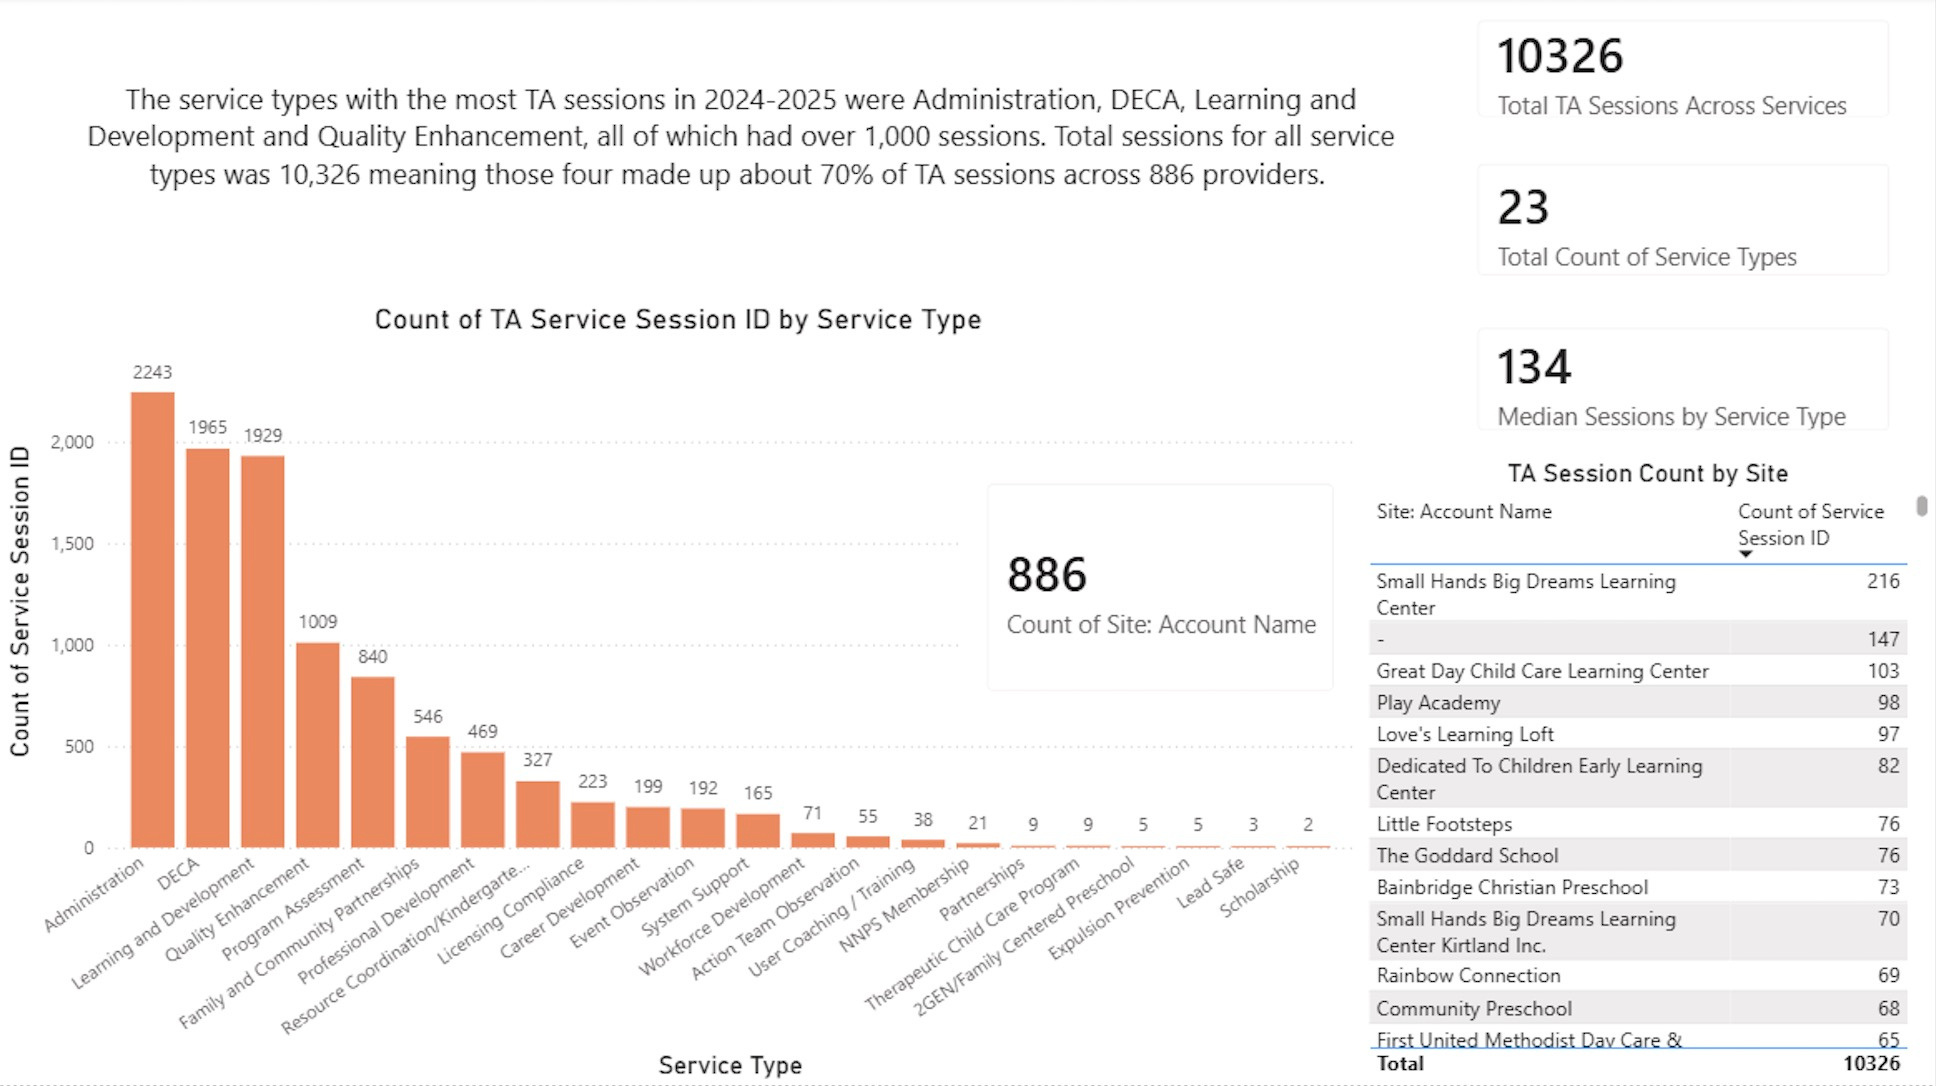 The service types with the most TA sessions in 2024-2025 were Administration, DECA, Learning and
Development and Quality Enhancement, all of which had over 1,000 sessions. Total sessions for all service
types was 10,326 meaning those four made up about 70% of TA sessions across 886 providers.
10326
Total TA Sessions Across Services
23
Total Count of Service Types
134
Median Sessions by Service Type
Count of TA Service Session ID by Service Type
Count of Service Session ID
2,000
1,500
1,000
500
0
2243
1965
1929
1009
840
546
469
327
223
199
192
165
71
55
38
21
9
9
5
5
3
2
Administration
DECA
Learning and Development
Quality Enhancement
Program Assessment
Family and Community Partnerships
Professional Development
Resource Coordination/Kindergarte...
Licensing Compliance
Career Development
Event Observation
System Support
Workforce Development
Action Team Observation
User Coaching / Training
NNPS Membership
Partnerships
Therapeutic Child Care Program
2GEN/Family Centered Preschool
Expulsion Prevention
Lead Safe
Scholarship
Service Type
886
Count of Site: Account Name
TA Session Count by Site
Site: Account Name
Count of Service
Session ID
Small Hands Big Dreams Learning 216
Center
- 147
Great Day Child Care Learning Center 103
Play Academy 98
Love's Learning Loft 97
Dedicated To Children Early Learning 82
Center
Little Footsteps 76
The Goddard School 76
Bainbridge Christian Preschool 73
Small Hands Big Dreams Learning 70
Center Kirtland Inc.
Rainbow Connection 69
Community Preschool 68
First United Methodist Day Care & 65
Total 10326